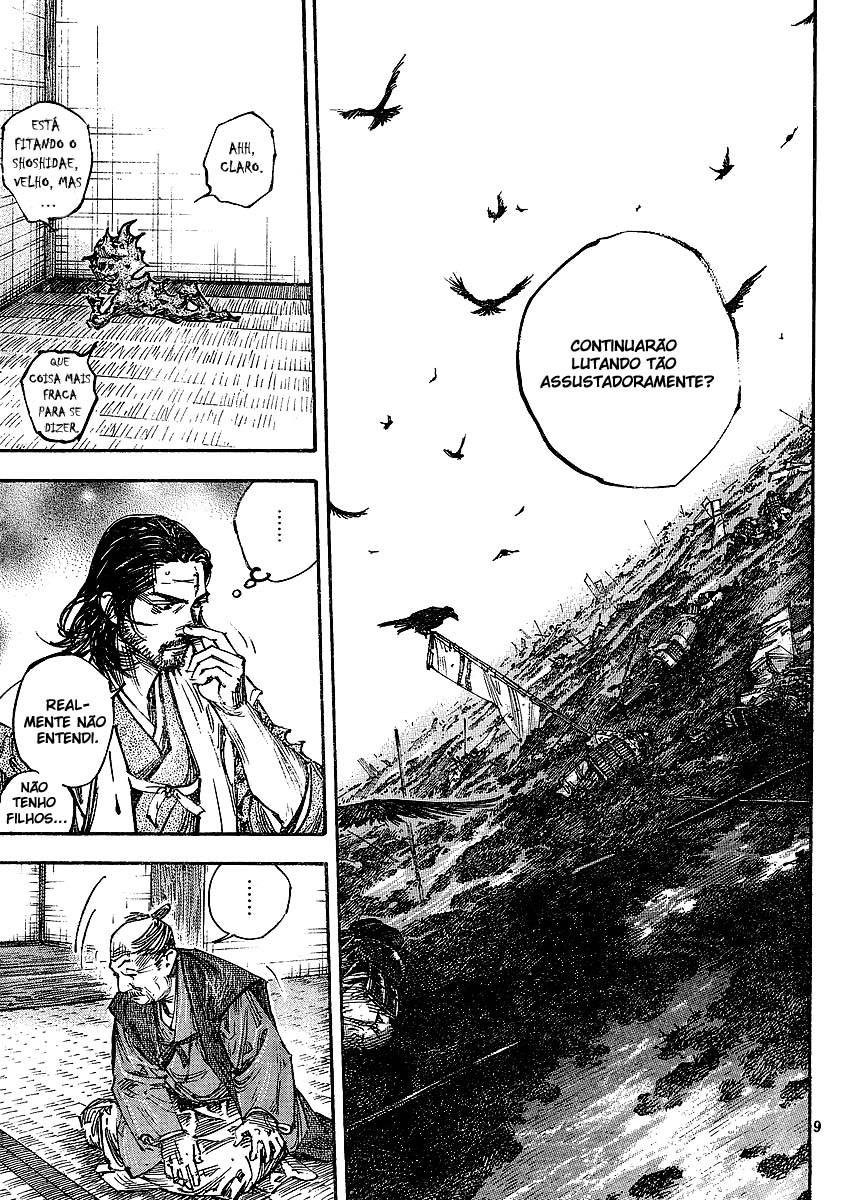 CONTINUARÃO
LUTANDO TÃO
ASSUSTADORAMENTE?
AHH,
CLARO.
ESTÁ
FITANDO O
SHOSHIDAE,
VELHO, MAS
...
QUE
COISA MAIS
FRACA
PARA SE
DIZER.
......
REAL-
MENTE NÃO
ENTENDI.
NÃO
TENHO
FILHOS...
......
9